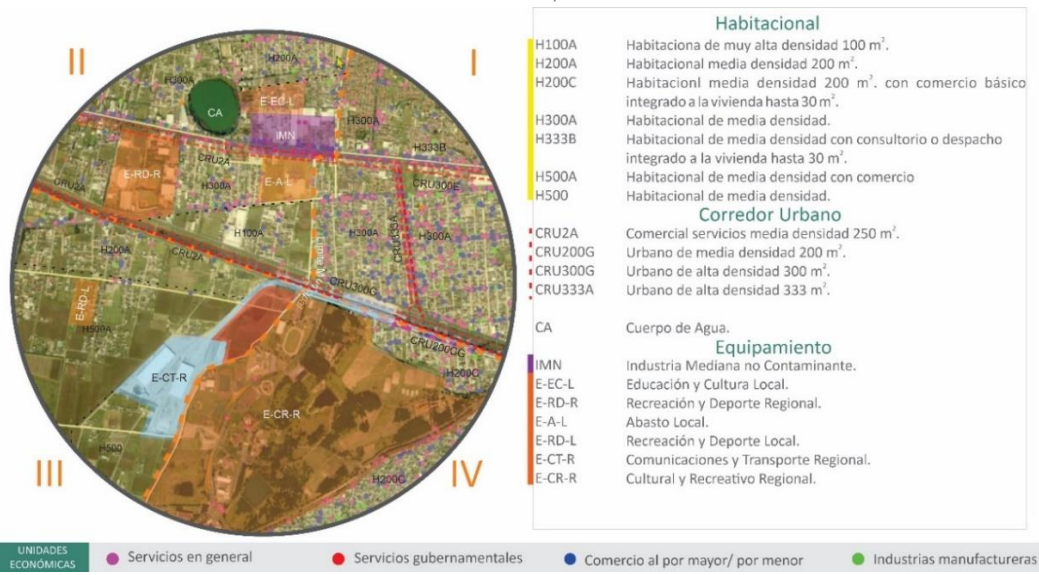 II
I
III
IV
H200A
H300A
E-EC-L
CA
IMN
H300A
H333B
CRU2A
CRU300E
E-RD-R
H300A
E-A-L
CRU2A
H100A
H300A
CRU333A
H300A
H200A
CRU2A
CRU300G
E-RD-L
H500A
E-CT-R
CRU200CG
H200C
E-CR-R
H500
H200C
Habitacional
H100A Habitaciona de muy alta densidad 100 m².
H200A Habitacional media densidad 200 m².
H200C Habitacionl media densidad 200 m². con comercio básico
integrado a la vivienda hasta 30 m².
H300A Habitacional de media densidad.
H333B Habitacional de media densidad con consultorio o despacho
integrado a la vivienda hasta 30 m².
H500A Habitacional de media densidad con comercio
H500 Habitacional de media densidad.
Corredor Urbano
CRU2A Comercial servicios media densidad 250 m².
CRU200G Urbano de media densidad 200 m².
CRU300G Urbano de alta densidad 300 m².
CRU333A Urbano de alta densidad 333 m².
CA Cuerpo de Agua.
Equipamiento
IMN Industria Mediana no Contaminante.
E-EC-L Educación y Cultura Local.
E-RD-R Recreación y Deporte Regional.
E-A-L Abasto Local.
E-RD-L Recreación y Deporte Local.
E-CT-R Comunicaciones y Transporte Regional.
E-CR-R Cultural y Recreativo Regional.
UNIDADES
ECONÓMICAS
Servicios en general
Servicios gubernamentales
Comercio al por mayor/ por menor
Industrias manufactureras